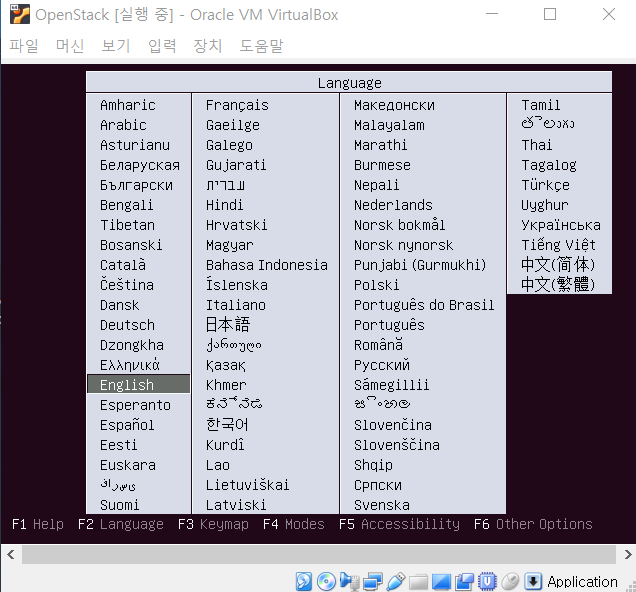 OpenStack [실행 중] - Oracle VM VirtualBox
파일 머신 보기 입력 장치 도움말
Language
Amharic
Arabic
Asturianu
Беларуская
Български
Bengali
Tibetan
Bosanski
Català
Čeština
Dansk
Deutsch
Dzongkha
Ελληνικά
English
Esperanto
Español
Eesti
Euskara
Suomi
Français
Gaeilge
Galego
Gujarati
עברית
Hindi
Hrvatski
Magyar
Bahasa Indonesia
Íslenska
Italiano
日本語
ქართული
Қазақ
Khmer
ಕನ್ನಡ
한국어
Kurdî
Lao
Lietuviškai
Latviski
Македонски
Malayalam
Marathi
Burmese
Nepali
Nederlands
Norsk bokmål
Norsk nynorsk
Punjabi (Gurmukhi)
Polski
Português do Brasil
Português
Română
Русский
Sámegillii
සිංහල
Slovenčina
Slovenščina
Shqip
Српски
Svenska
Tamil
తెలుగు
Thai
Tagalog
Türkçe
Uyghur
Українська
Tiếng Việt
中文(简体)
中文(繁體)
F1 Help F2 Language F3 Keymap F4 Modes F5 Accessibility F6 Other Options
Application